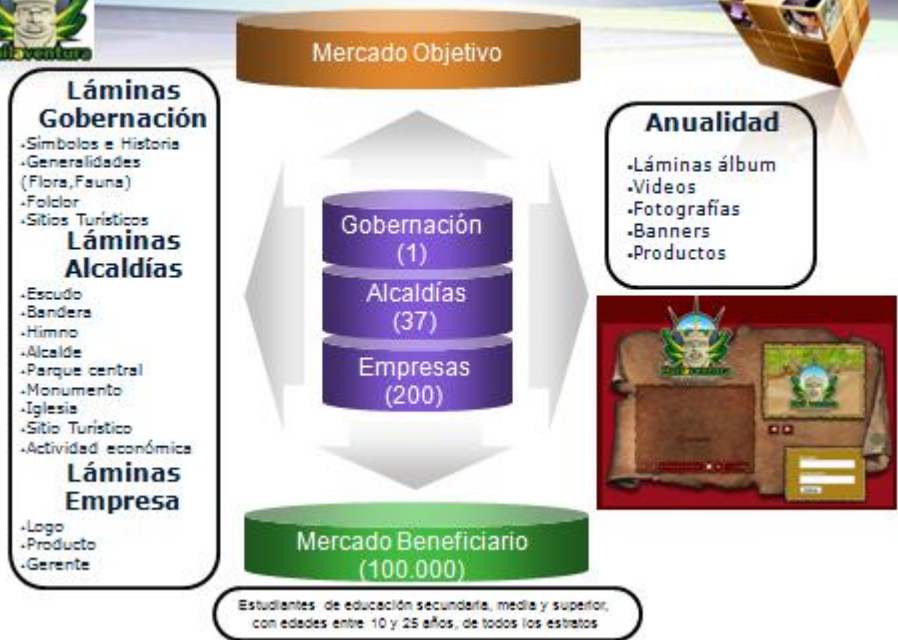 Mercado Objetivo
Láminas
Gobernación
•Símbolos e Historia
•Generalidades
(Flora,Fauna)
•Folclor
•Sitios Turísticos
Láminas
Alcaldías
•Escudo
•Bandera
•Himno
•Alcalde
•Parque central
•Monumento
•Iglesia
•Sitio Turístico
•Actividad económica
Láminas
Empresa
•Logo
•Producto
•Gerente
Gobernación
(1)
Alcaldías
(37)
Empresas
(200)
Anualidad
•Láminas álbum
•Videos
•Fotografías
•Banners
•Productos
Mercado Beneficiario
(100.000)
Estudiantes de educación secundaria, media y superior,
con edades entre 10 y 25 años, de todos los estratos